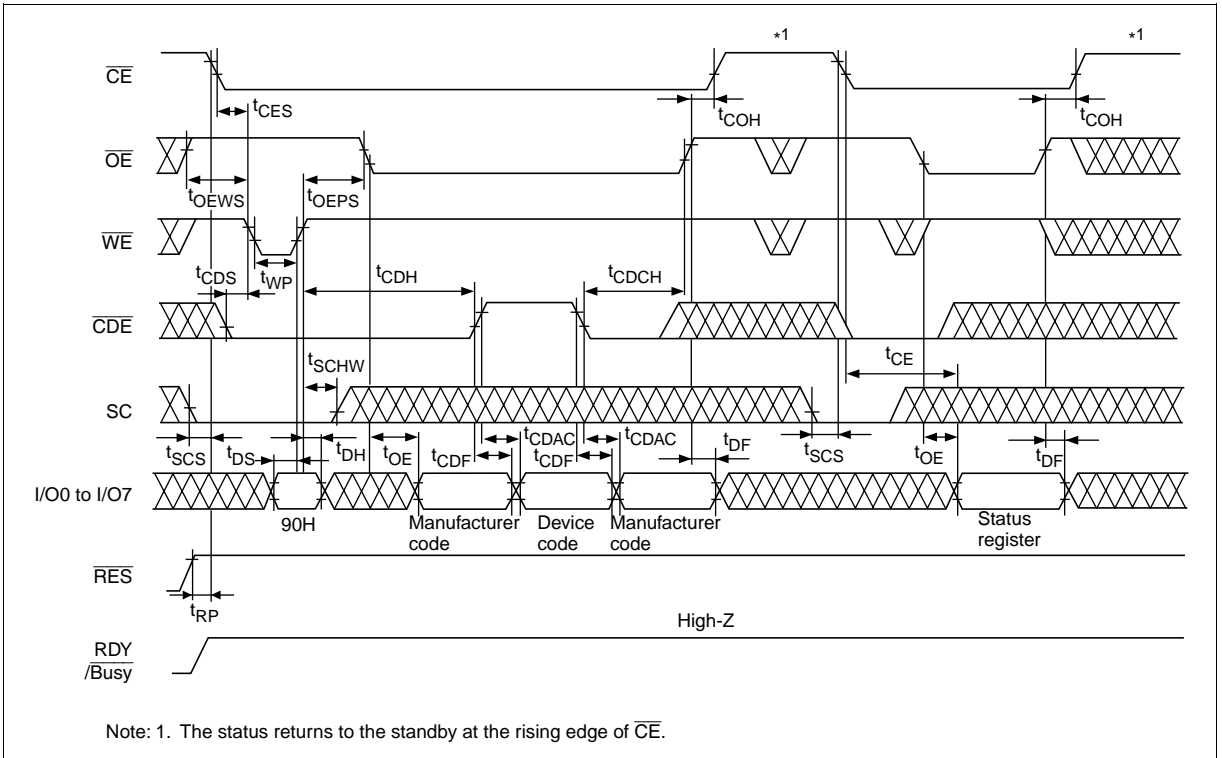 *1 *1
CE
tCES tCOH tCOH
OE
tOEWS tOEPS
WE
tCDS tWP tCDH tCDCH
CDE
tSCHW tCE
SC
tSCS tDS tDH tOE tCDAC tCDAC tDF tSCS tOE tDF
tCDF tCDF
I/O0 to I/O7
90H Manufacturer code Device code Manufacturer code Status register
RES
tRP
High-Z
RDY
/Busy
Note: 1. The status returns to the standby at the rising edge of CE.